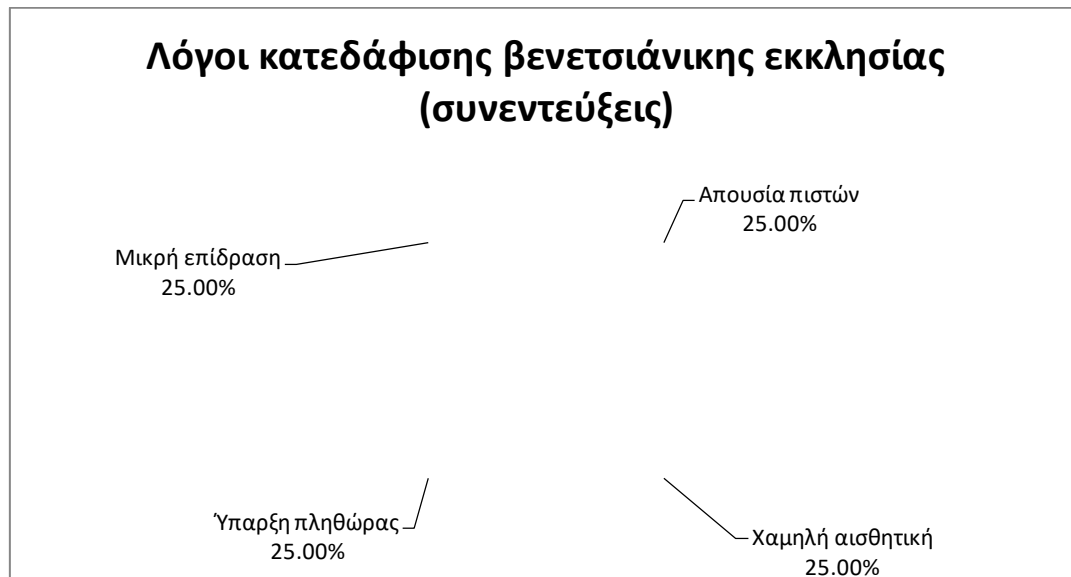 Λόγοι κατεδάφισης βενετσιάνικης εκκλησίας
(συνεντεύξεις)
Απουσία πιστών
25.00%
Μικρή επίδραση
25.00%
Ύπαρξη πληθώρας
25.00%
Χαμηλή αισθητική
25.00%